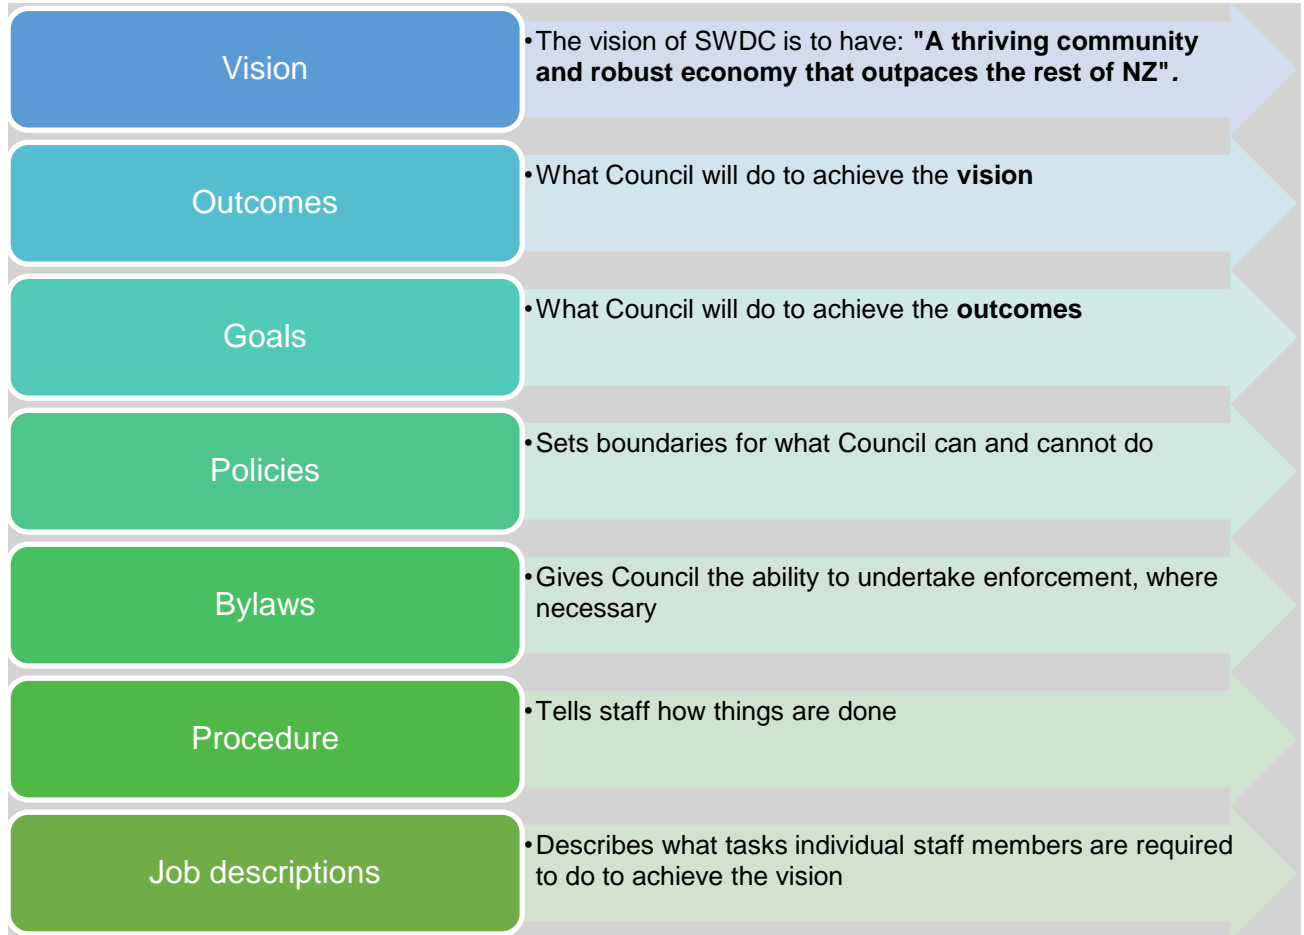 Vision
•The vision of SWDC is to have: "A thriving community
and robust economy that outpaces the rest of NZ".
Outcomes
•What Council will do to achieve the vision
Goals
•What Council will do to achieve the outcomes
Policies
•Sets boundaries for what Council can and cannot do
Bylaws
•Gives Council the ability to undertake enforcement, where
necessary
Procedure
•Tells staff how things are done
Job descriptions
•Describes what tasks individual staff members are required
to do to achieve the vision